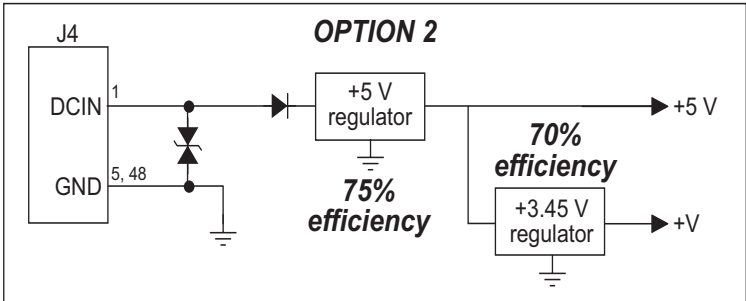 OPTION 2
J4
DCIN
1
GND
5, 48
+5 V
regulator
75%
efficiency
+5 V
70%
efficiency
+3.45 V
regulator
+V